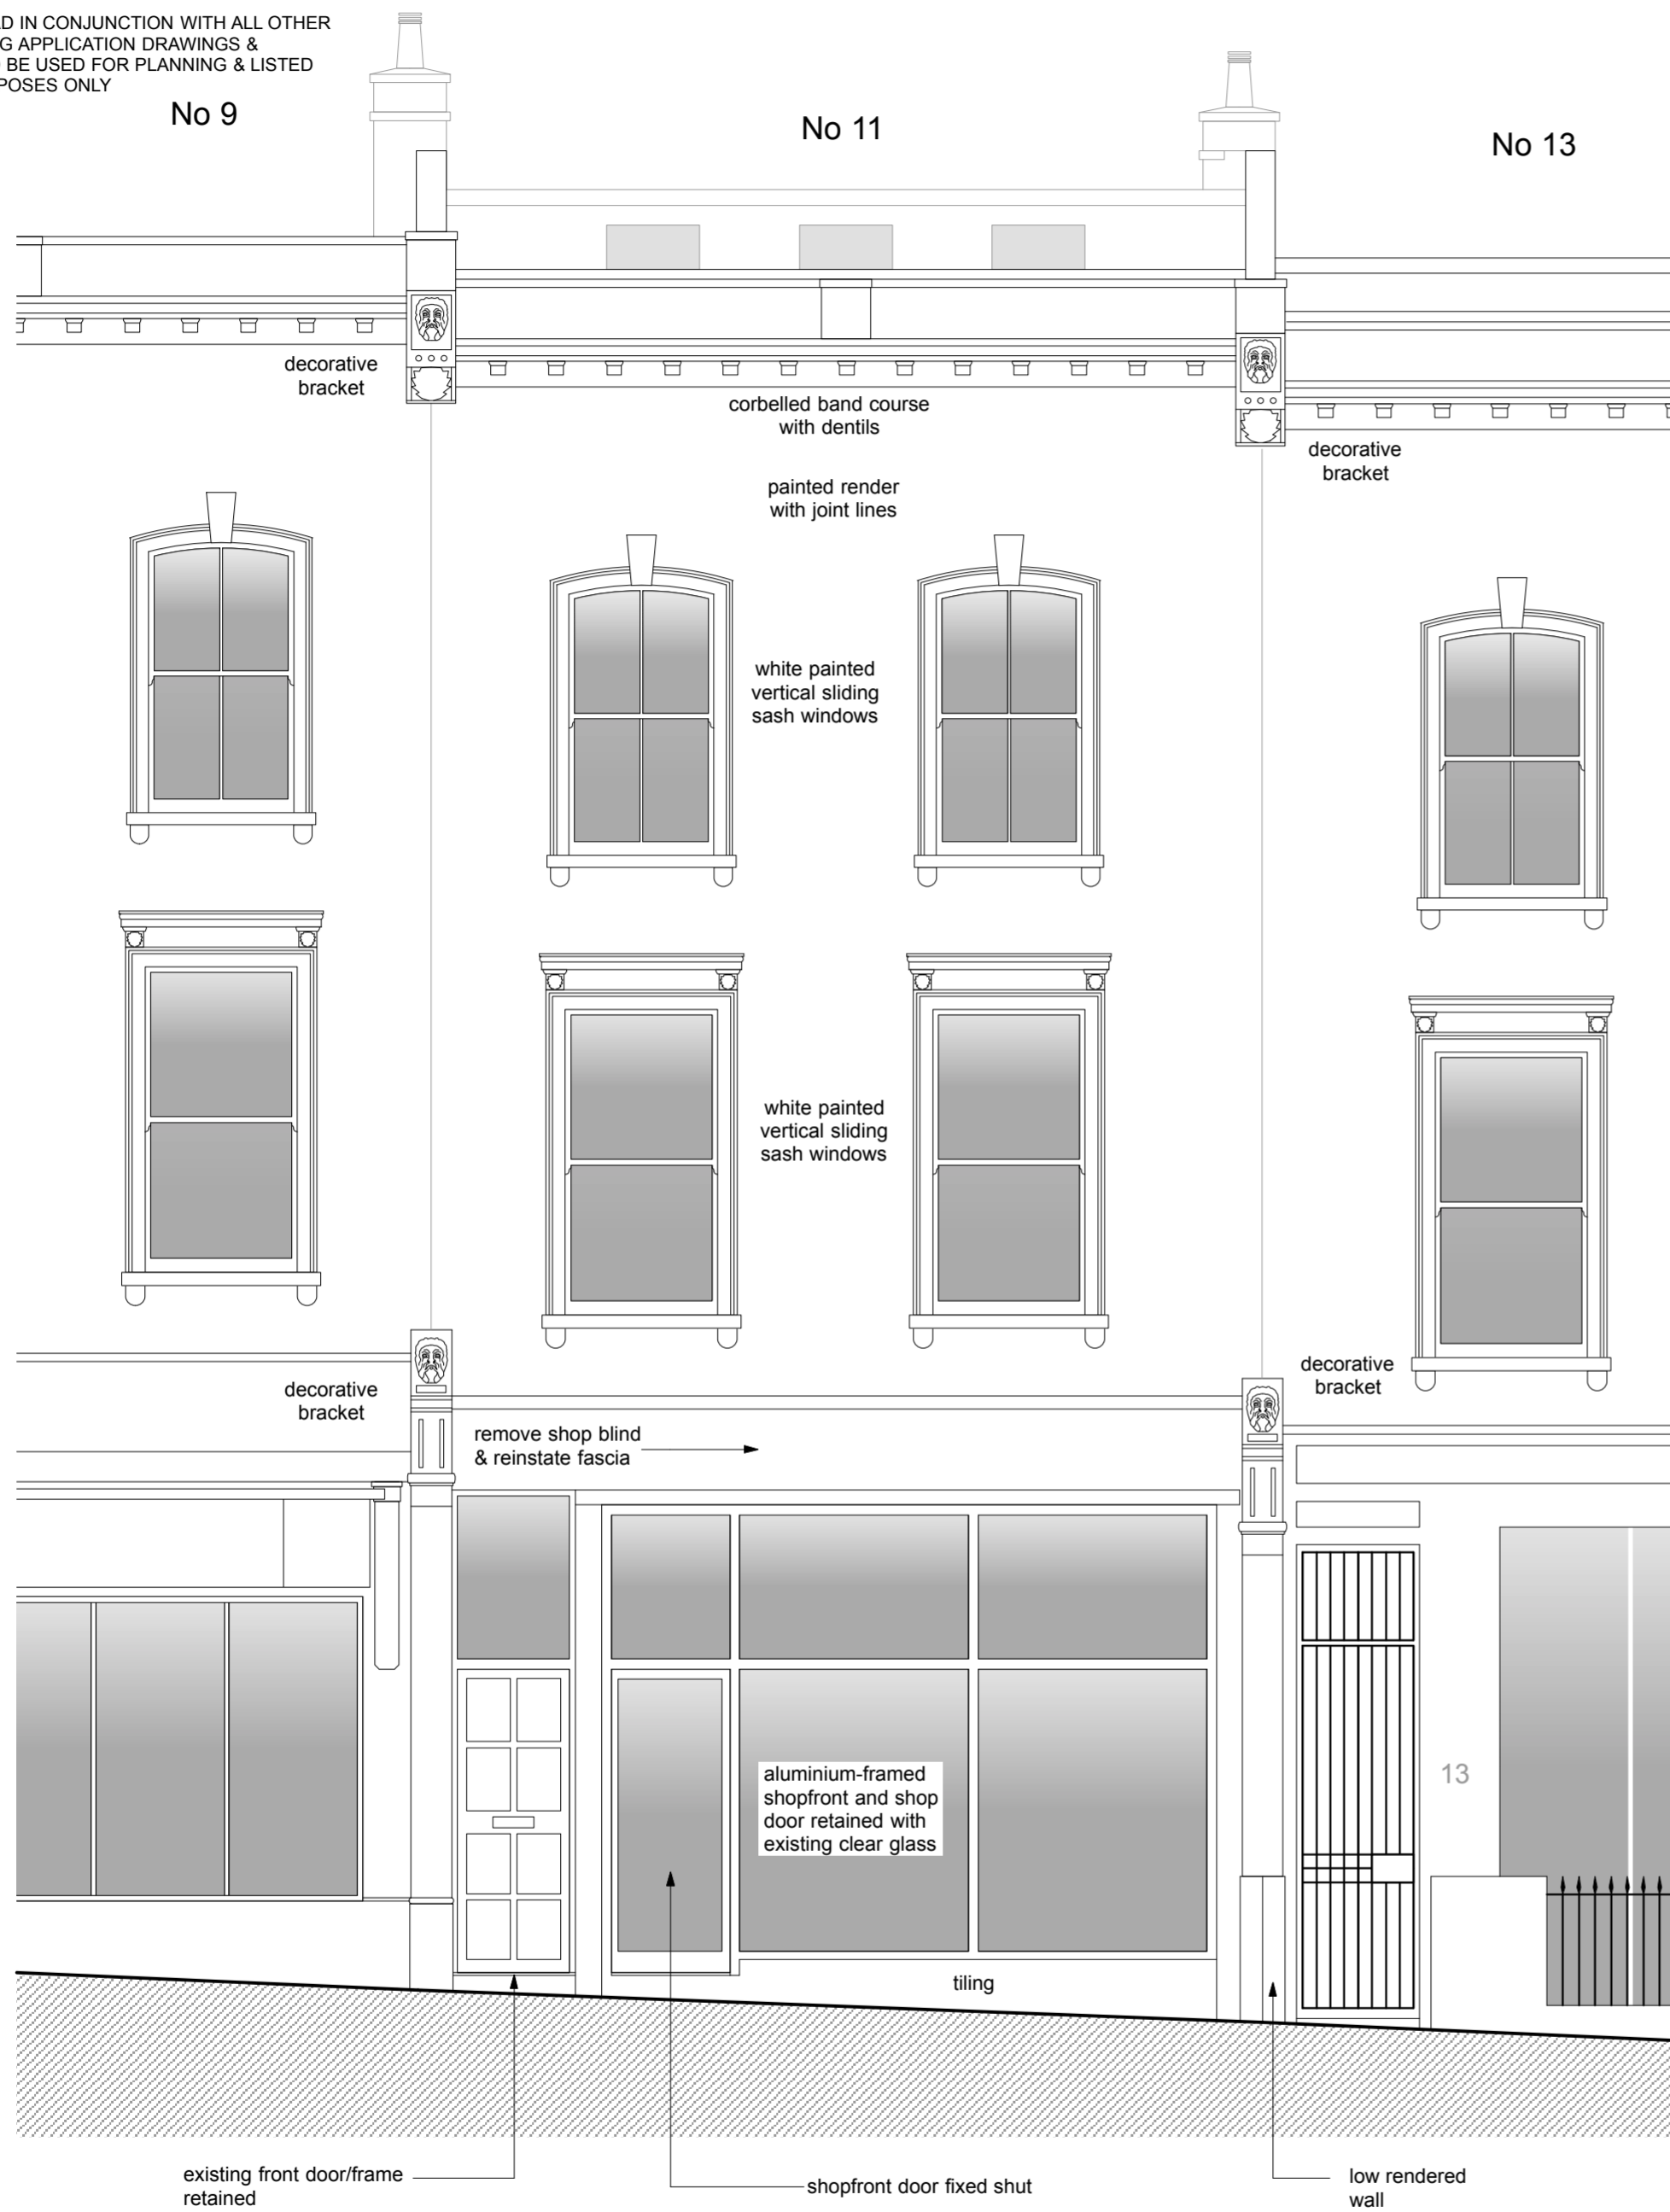 D IN CONJUNCTION WITH ALL OTHER
G APPLICATION DRAWINGS &
BE USED FOR PLANNING & LISTED
POSES ONLY
No 9
No 11
No 13
decorative
bracket
corbelled band course
with dentils
decorative
bracket
painted render
with joint lines
white painted
vertical sliding
sash windows
white painted
vertical sliding
sash windows
decorative
bracket
decorative
bracket
remove shop blind
& reinstate fascia
aluminium-framed
shopfront and shop
door retained with
existing clear glass
13
tiling
existing front door/frame
retained
shopfront door fixed shut
low rendered
wall